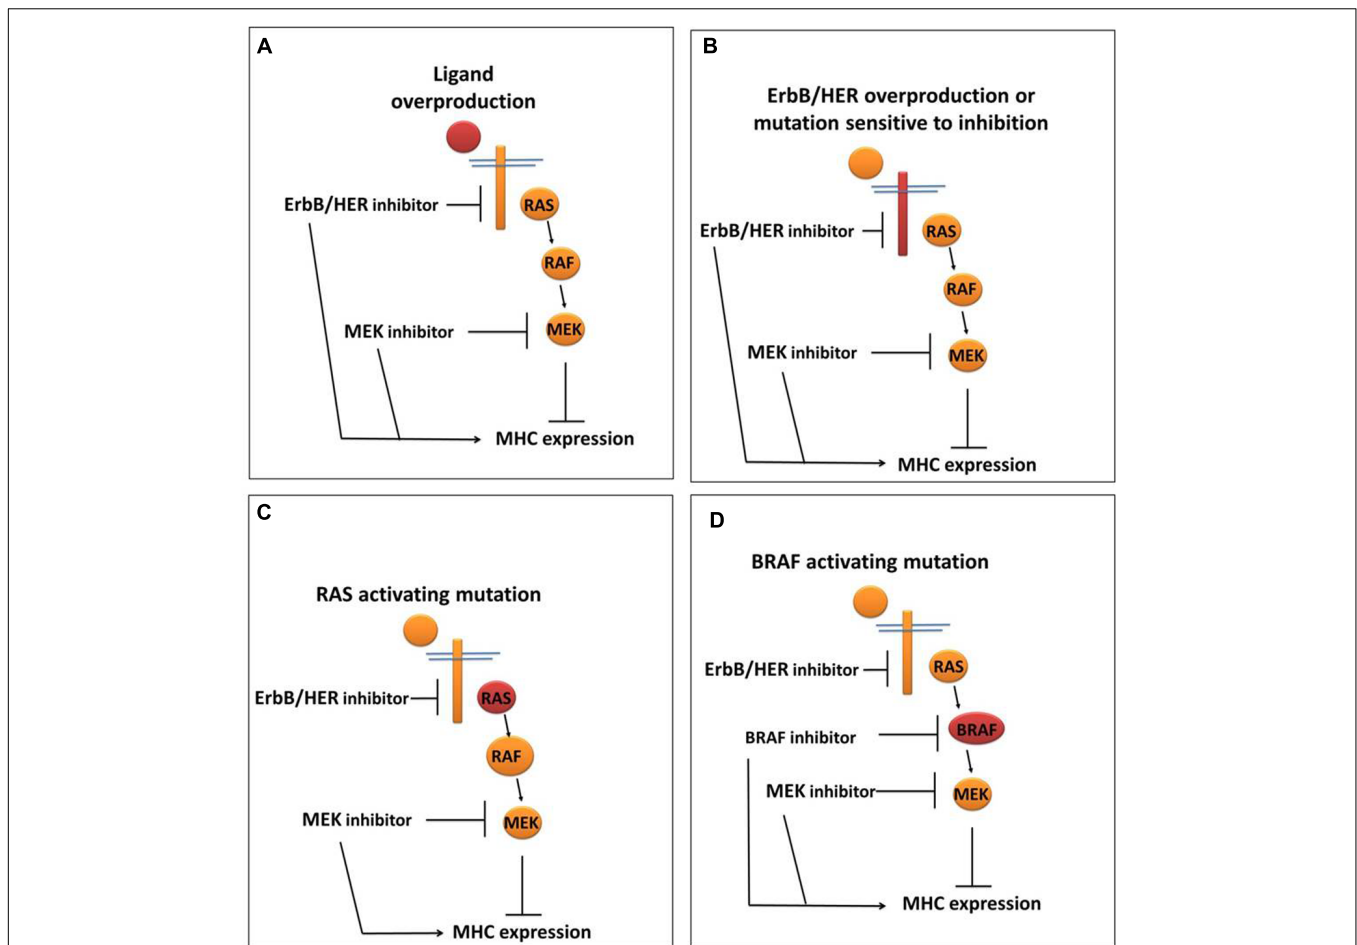 A
Ligand
overproduction
ErbB/HER inhibitor
RAS
RAF
MEK inhibitor
MEK
MHC expression
B
ErbB/HER overproduction or
mutation sensitive to inhibition
ErbB/HER inhibitor
RAS
RAF
MEK inhibitor
MEK
MHC expression
C
RAS activating mutation
ErbB/HER inhibitor
RAS
RAF
MEK inhibitor
MEK
MHC expression
D
BRAF activating mutation
ErbB/HER inhibitor
RAS
BRAF inhibitor
BRAF
MEK inhibitor
MEK
MHC expression